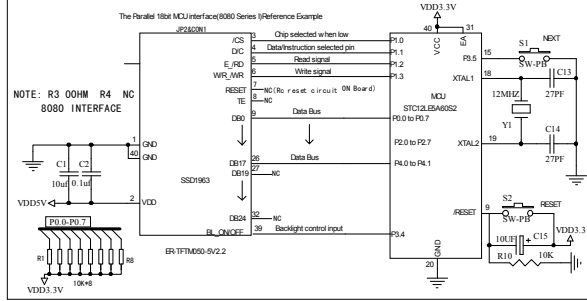 The Parallel 18bit MCU interface(8080 Series I)Reference Example
JP2&CON1
3 Chip selected when low
/CS P1.0
4 Data/Instruction selected pin
D/C P1.1
5 Read signal
E_/RD P1.2
6 Write signal
W/R_/WR P1.3
RESET 7 NC(Rc reset circuit ON Board)
TE 8 NC
DB0 9 Data Bus P0.0 to P0.7
P2.0 to P2.7
DB17 26 Data Bus P4.0 to P4.1
DB19 27 NC
DB24 32 NC
BL_ON/OFF 39 Backlight control input P3.4
SSD1963
ER-TFTM050-5V2.2
NOTE: R3 0OHM R4 NC
8080 INTERFACE
1 GND
40 GND
2 VDD
C1 C2
10uf 0.1uf
VDD5V
P0.0-P0.7
R1 R8
10K*8
VDD3.3V
VDD3.3V
40 31
VCC EA
MCU
STC12LE5A60S2
P3.5 15
S1 NEXT
SW-PB
XTAL1 18
C13
27PF
12MHZ
Y1
XTAL2 19
C14
27PF
/RESET 9
S2 RESET
SW-PB
10UF + C15
VDD3.3V
R10 10K
GND
20